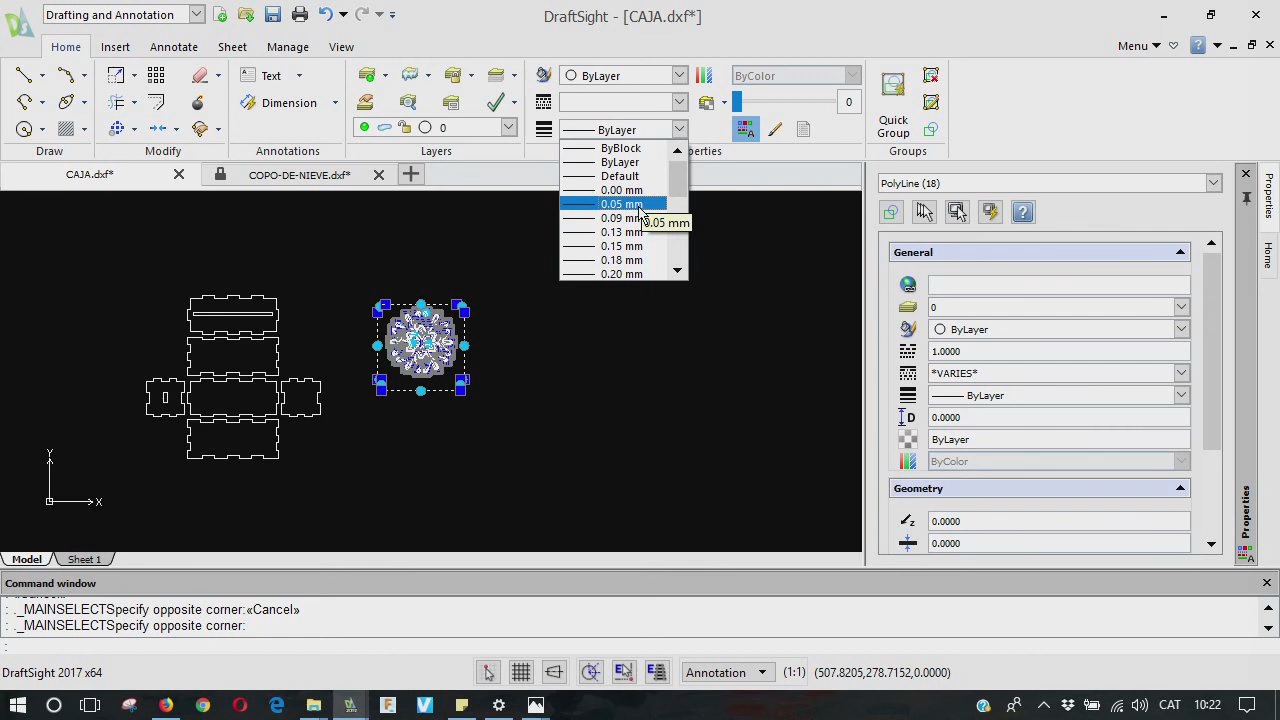 Drafting and Annotation
DraftSight - [CAJA.dxf*]
Home Insert Annotate Sheet Manage View
Menu
Text
ByLayer
ByColor
Dimension
0
Quick Group
0
ByLayer
Draw Modify Annotations Layers Properties Groups
CAJA.dxf*
COPO-DE-NIEVE.dxf*
ByBlock
ByLayer
Default
0.00 mm
0.05 mm
0.09 mm
0.05 mm
0.13 mm
0.15 mm
0.18 mm
0.20 mm
PolyLine (18)
General
0
ByLayer
1.0000
*VARIES*
ByLayer
D
0.0000
ByLayer
ByColor
Geometry
0.0000
0.0000
Properties
Home
Properties
Y
X
Model
Sheet 1
Command window
: ._MAINSELECTSpecify opposite corner:«Cancel»
: ._MAINSELECTSpecify opposite corner:
:
DraftSight 2017 x64
Annotation
(1:1)
(507.8205,278.7152,0.0000)
CAT
10:22